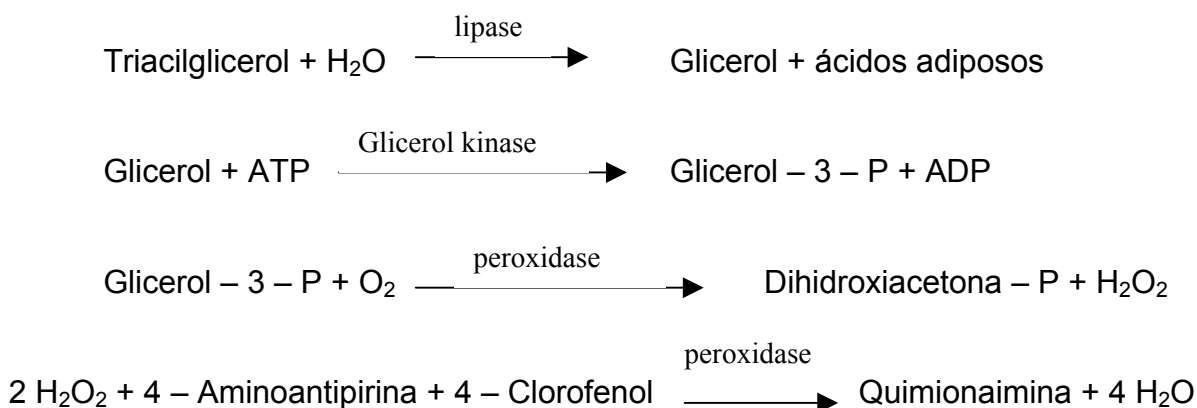 lipase
Triacilglicerol + H₂O → Glicerol + ácidos adiposos
Glicerol kinase
Glicerol + ATP → Glicerol – 3 – P + ADP
peroxidase
Glicerol – 3 – P + O₂ → Dihidroxiacetona – P + H₂O₂
peroxidase
2 H₂O₂ + 4 – Aminoantipirina + 4 – Clorofenol → Quimionaimina + 4 H₂O